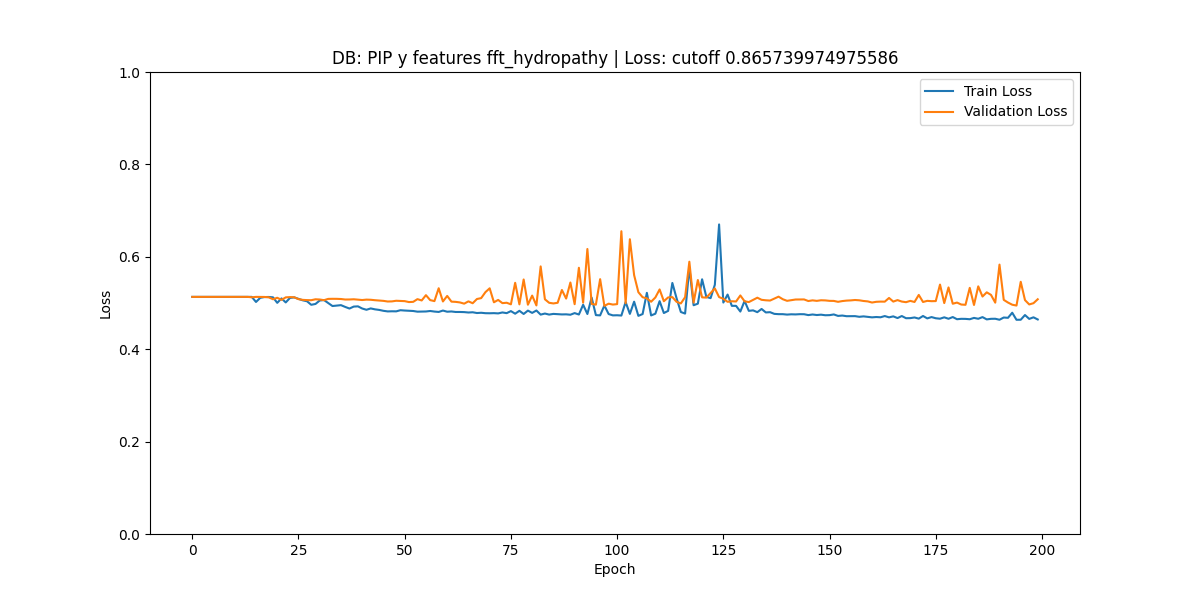 DB: PIP y features fft_hydropathy | Loss: cutoff 0.865739974975586
Train Loss
Validation Loss
1.0
0.8
0.6
0.4
0.2
0.0
Loss
0 25 50 75 100 125 150 175 200
Epoch